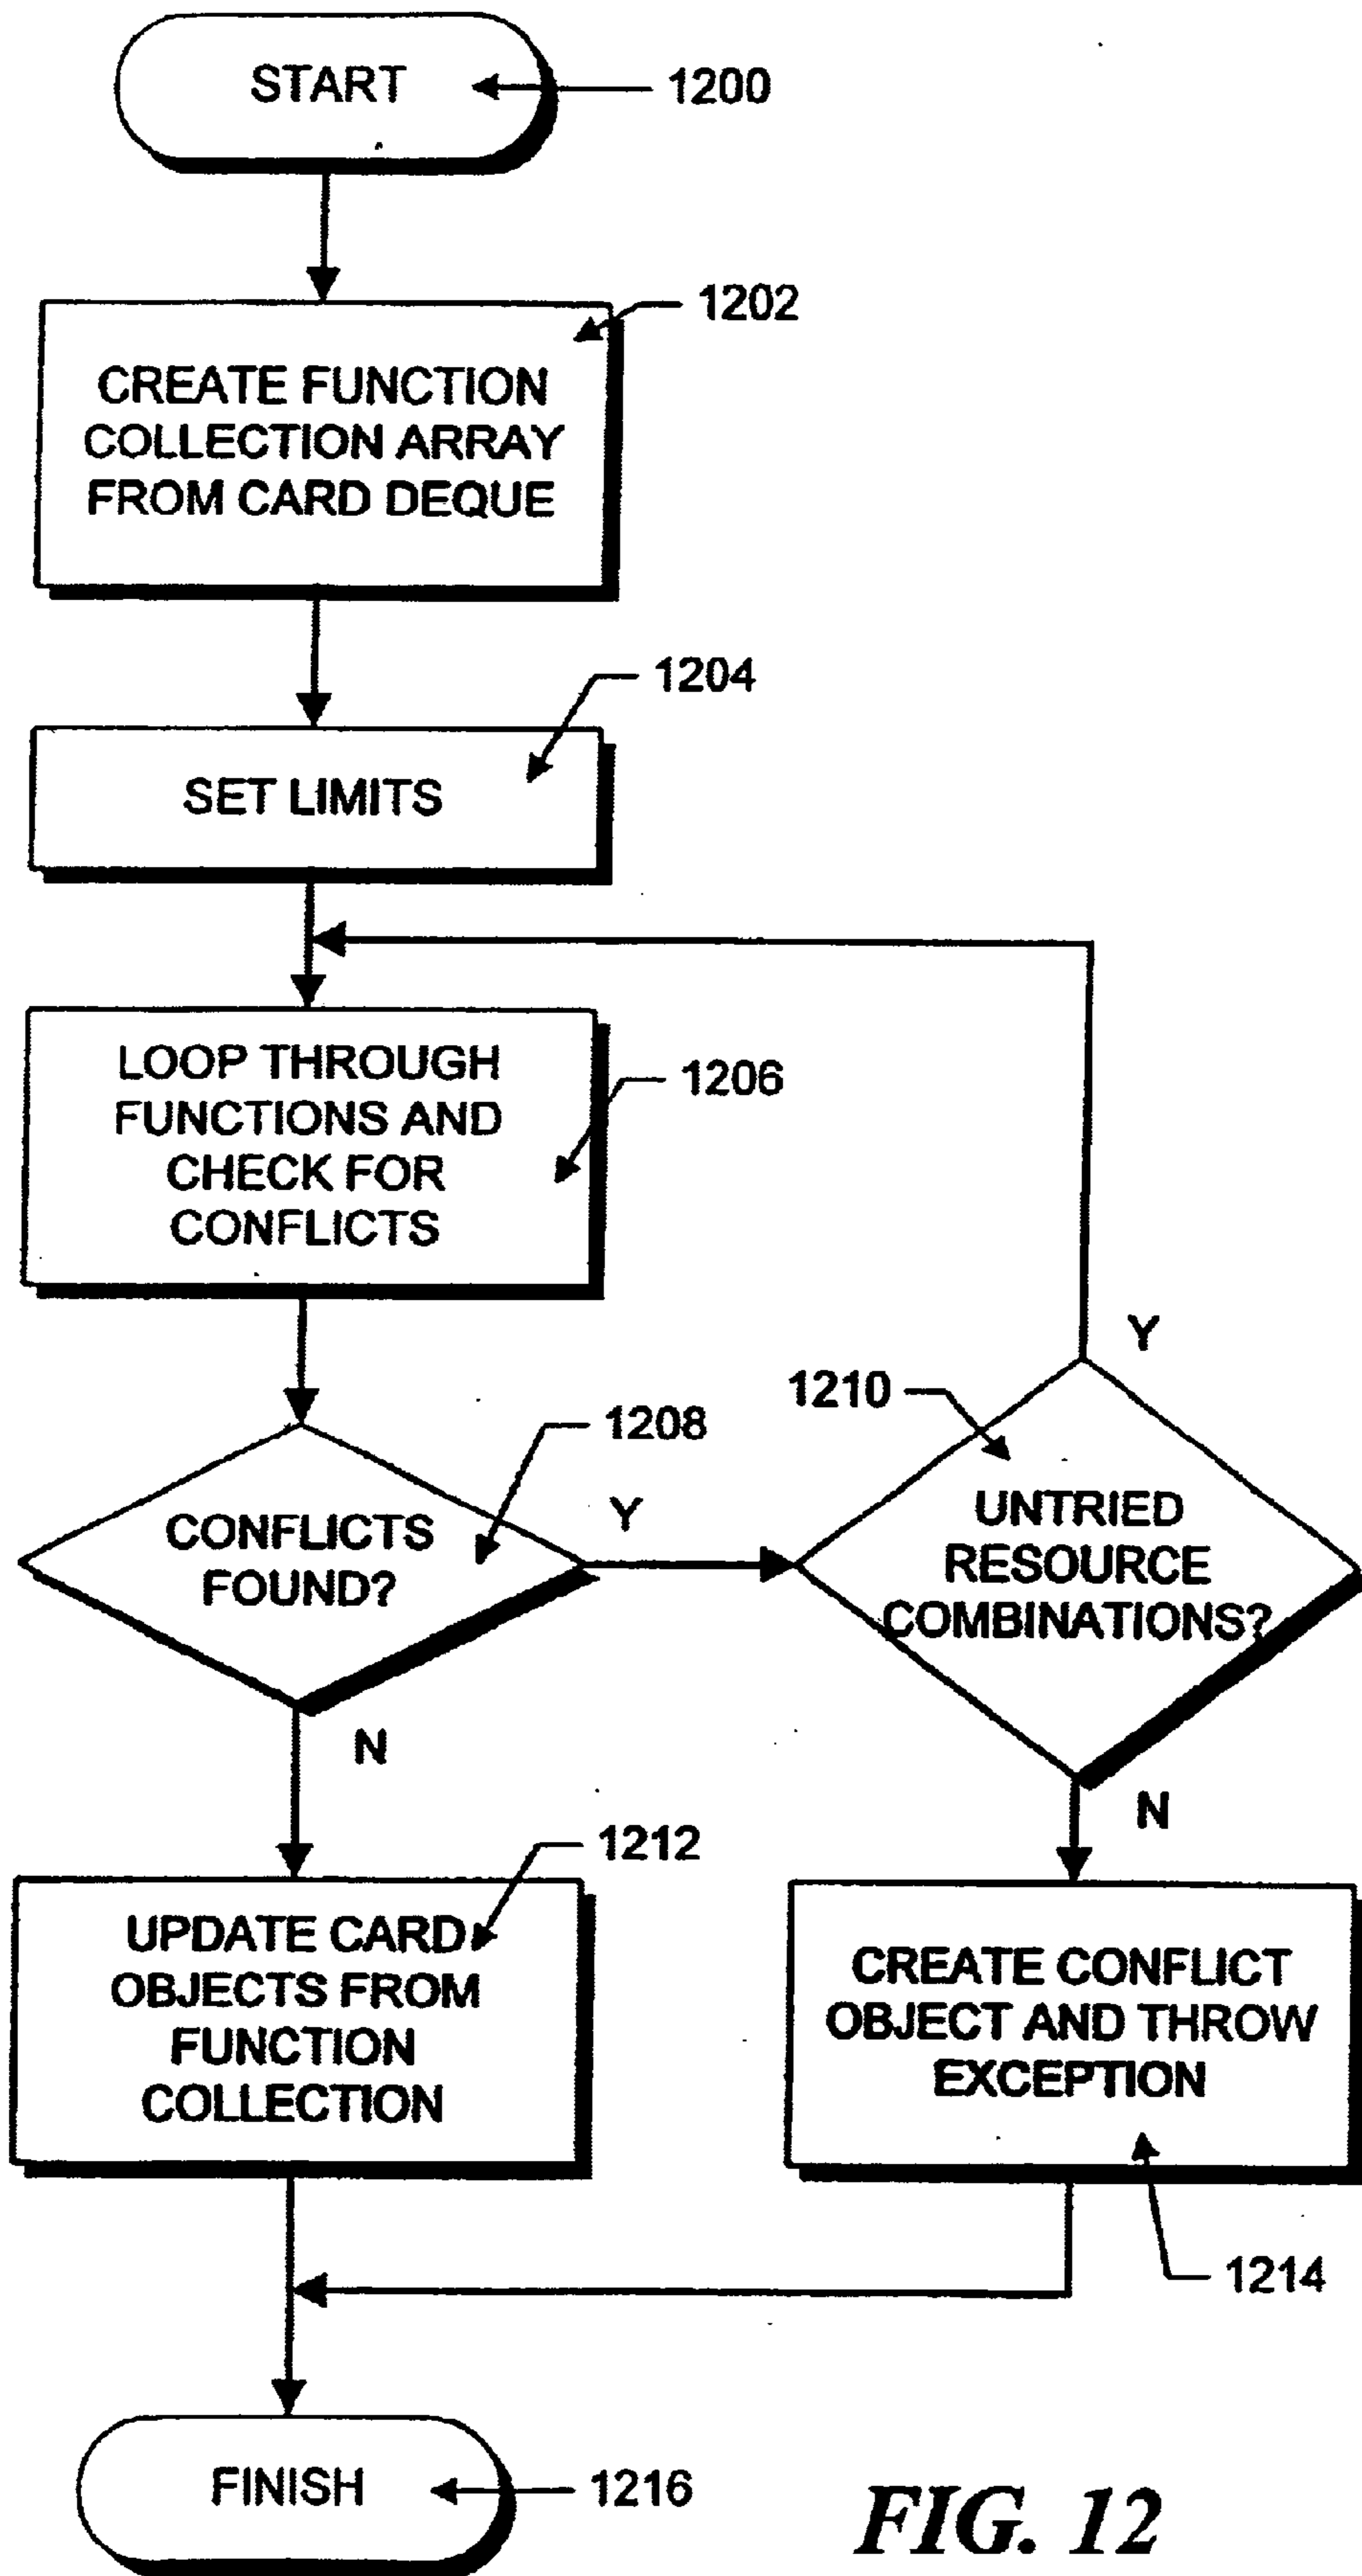 START
1200
1202
CREATE FUNCTION
COLLECTION ARRAY
FROM CARD DEQUE
1204
SET LIMITS
LOOP THROUGH
FUNCTIONS AND
CHECK FOR
CONFLICTS
1206
Y
1210
1208
CONFLICTS
FOUND?
Y
UNTRIED
RESOURCE
COMBINATIONS?
N
N
1212
UPDATE CARD
OBJECTS FROM
FUNCTION
COLLECTION
CREATE CONFLICT
OBJECT AND THROW
EXCEPTION
1214
FINISH
1216
FIG. 12